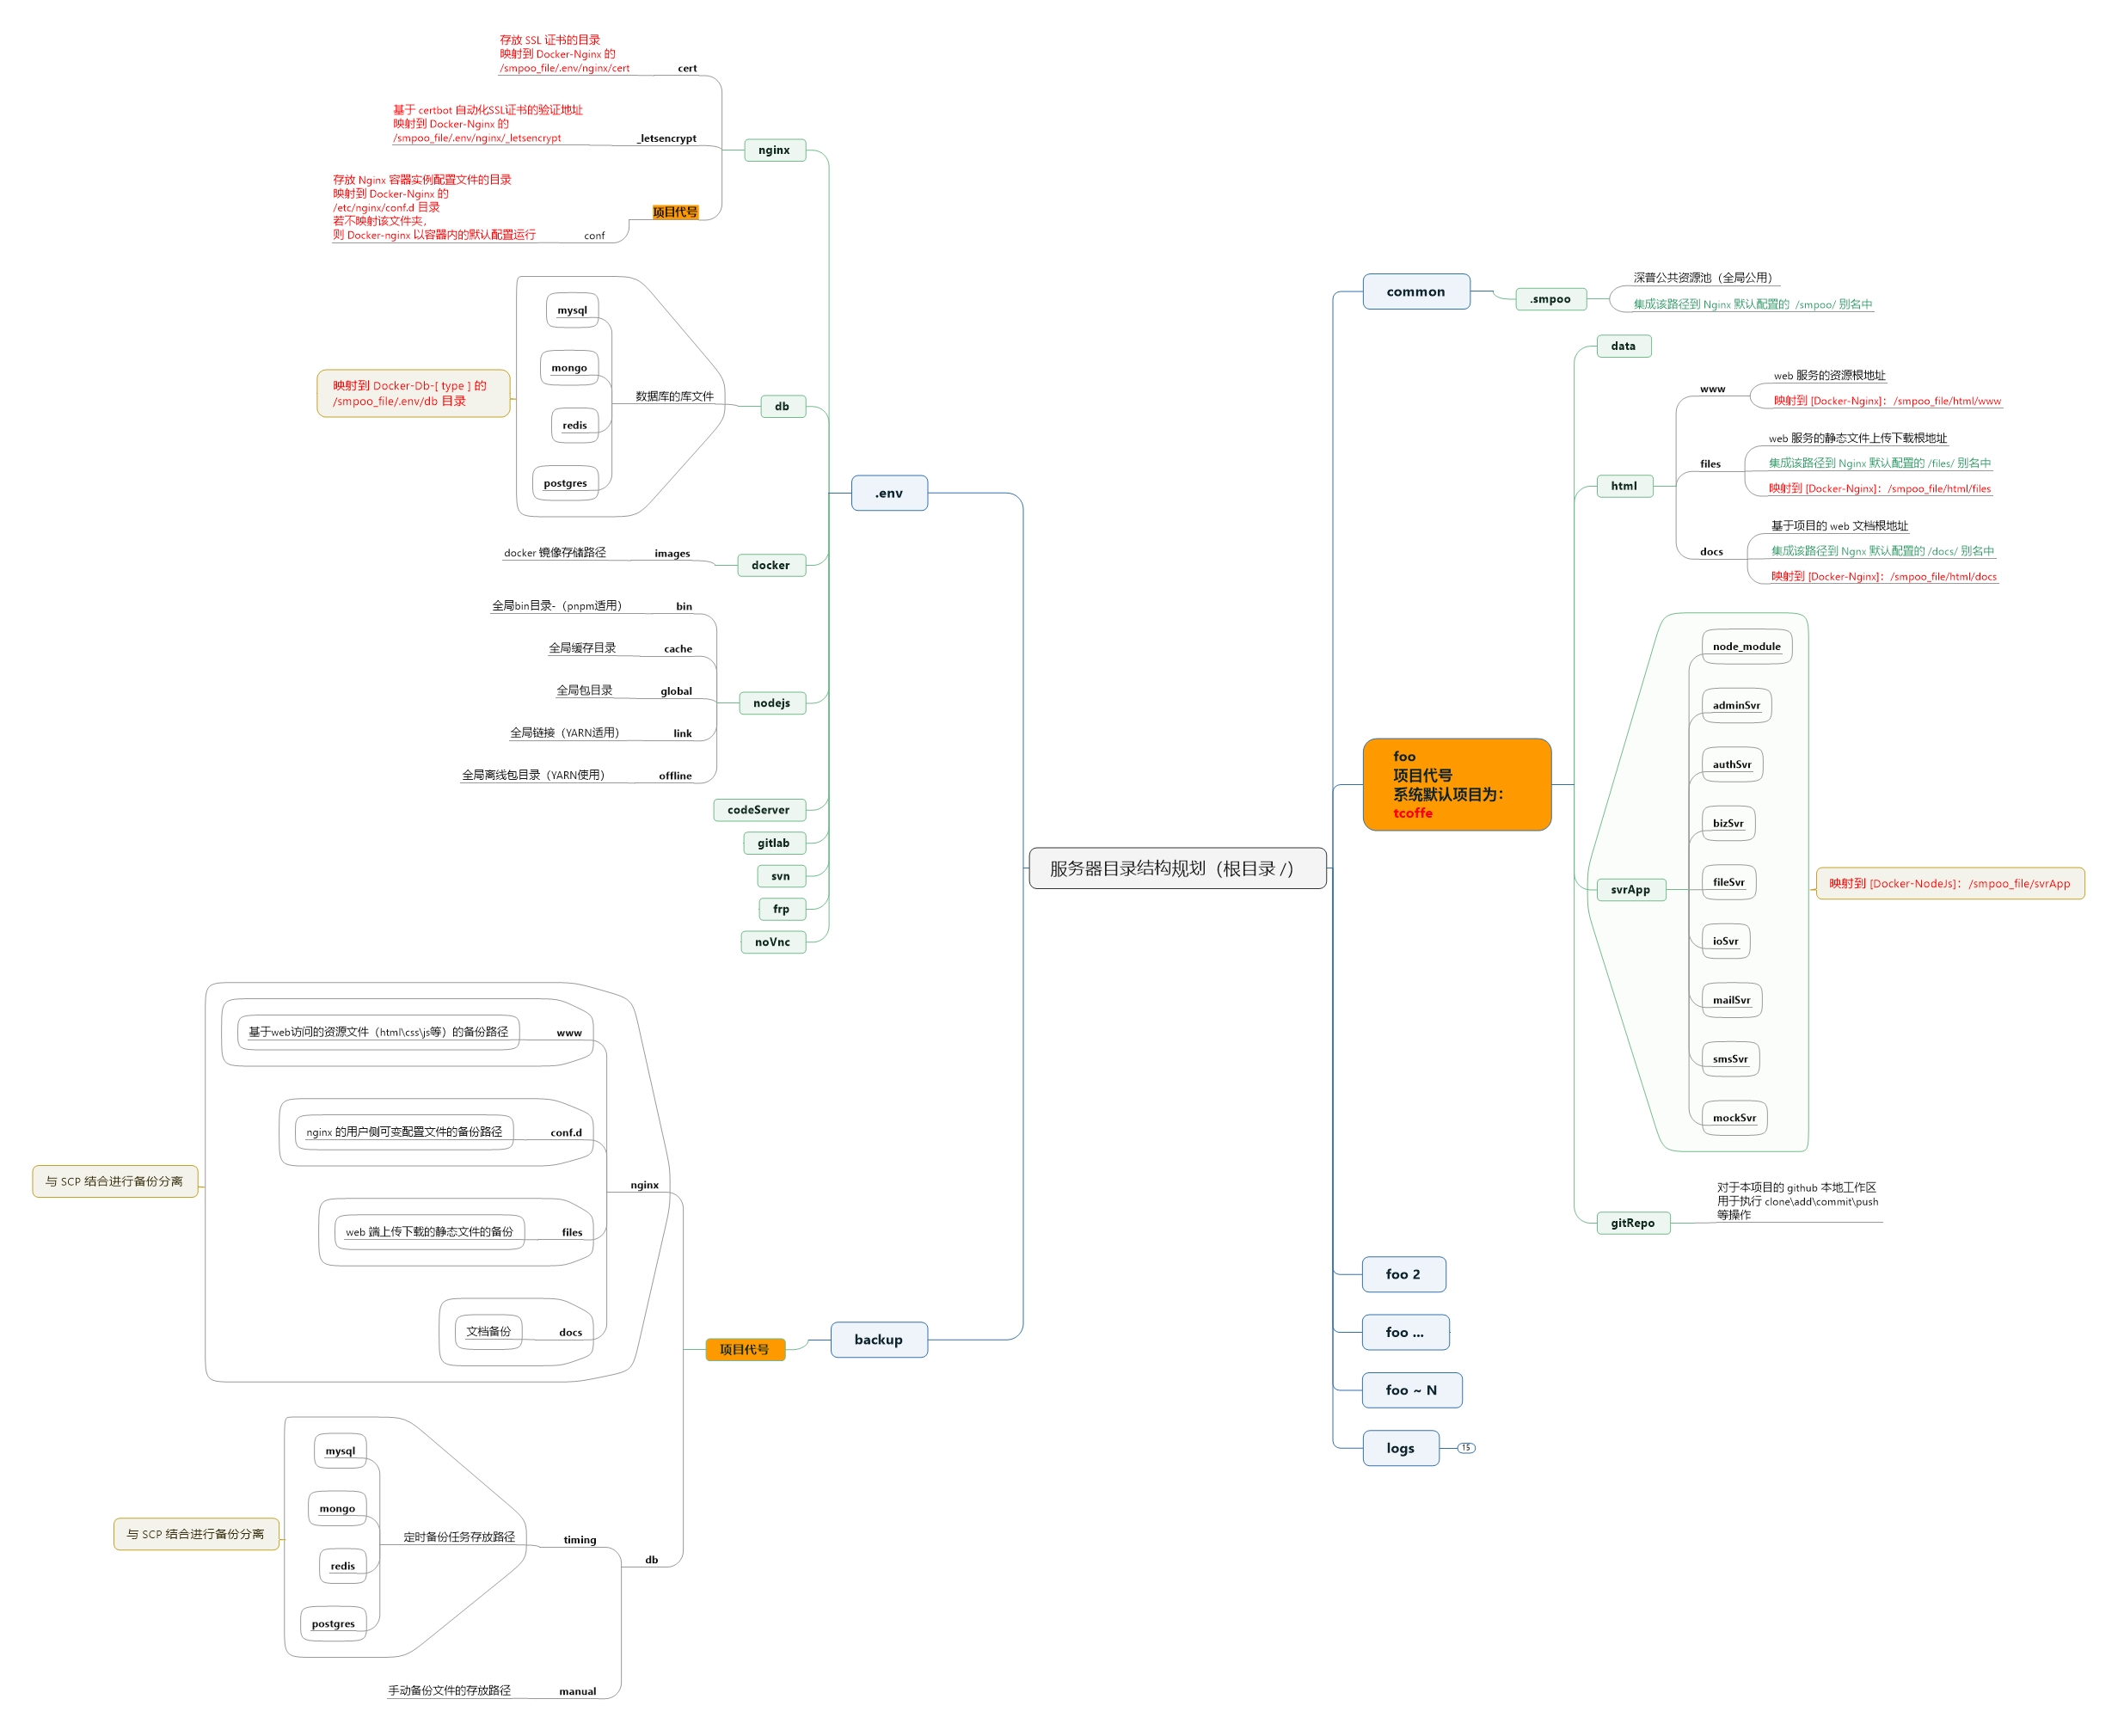 服务器目录结构规划（根目录 /）
.env
nginx
cert
存放 SSL 证书的目录
映射到 Docker-Nginx 的
/smpoo_file/.env/nginx/cert
_letsencrypt
基于 certbot 自动化SSL证书的验证地址
映射到 Docker-Nginx 的
/smpoo_file/.env/nginx/_letsencrypt
项目代号
conf
存放 Nginx 容器实例配置文件的目录
映射到 Docker-Nginx 的
/etc/nginx/conf.d 目录
若不映射该文件夹，
则 Docker-nginx 以容器内的默认配置运行
db
数据库的库文件
mysql
mongo
redis
postgres
映射到 Docker-Db-[ type ] 的
/smpoo_file/.env/db 目录
docker
images
docker 镜像存储路径
nodejs
bin
全局bin目录-（pnpm适用）
cache
全局缓存目录
global
全局包目录
link
全局链接（YARN适用）
offline
全局离线包目录（YARN使用）
codeServer
gitlab
svn
frp
noVnc
backup
项目代号
nginx
www
基于web访问的资源文件（html\css\js等）的备份路径
conf.d
nginx 的用户侧可变配置文件的备份路径
files
web 端上传下载的静态文件的备份
docs
文档备份
与 SCP 结合进行备份分离
db
timing
定时备份任务存放路径
mysql
mongo
redis
postgres
与 SCP 结合进行备份分离
manual
手动备份文件的存放路径
common
.smpoo
深普公共资源池（全局公用）
集成该路径到 Nginx 默认配置的  /smpoo/ 别名中
foo
项目代号
系统默认项目为：
tcoffe
data
html
www
web 服务的资源根地址
映射到 [Docker-Nginx]：/smpoo_file/html/www
files
web 服务的静态文件上传下载根地址
集成该路径到 Nginx 默认配置的 /files/ 别名中
映射到 [Docker-Nginx]：/smpoo_file/html/files
docs
基于项目的 web 文档根地址
集成该路径到 Ngnx 默认配置的 /docs/ 别名中
映射到 [Docker-Nginx]：/smpoo_file/html/docs
svrApp
node_module
adminSvr
authSvr
bizSvr
fileSvr
ioSvr
mailSvr
smsSvr
mockSvr
映射到 [Docker-NodeJs]：/smpoo_file/svrApp
gitRepo
对于本项目的 github 本地工作区
用于执行 clone\add\commit\push
等操作
foo 2
foo ...
foo ~ N
logs
15